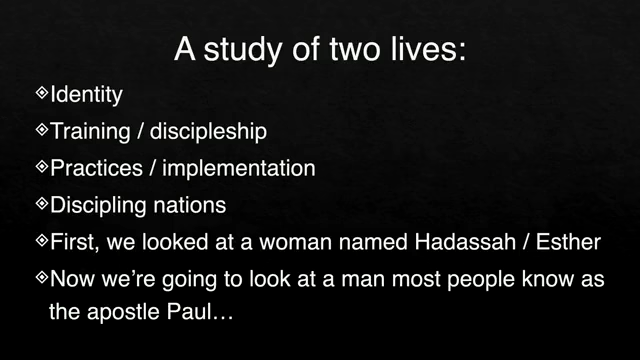 A study of two lives:
Identity
Training / discipleship
Practices / implementation
Discipling nations
First, we looked at a woman named Hadassah / Esther
Now we’re going to look at a man most people know as
the apostle Paul…